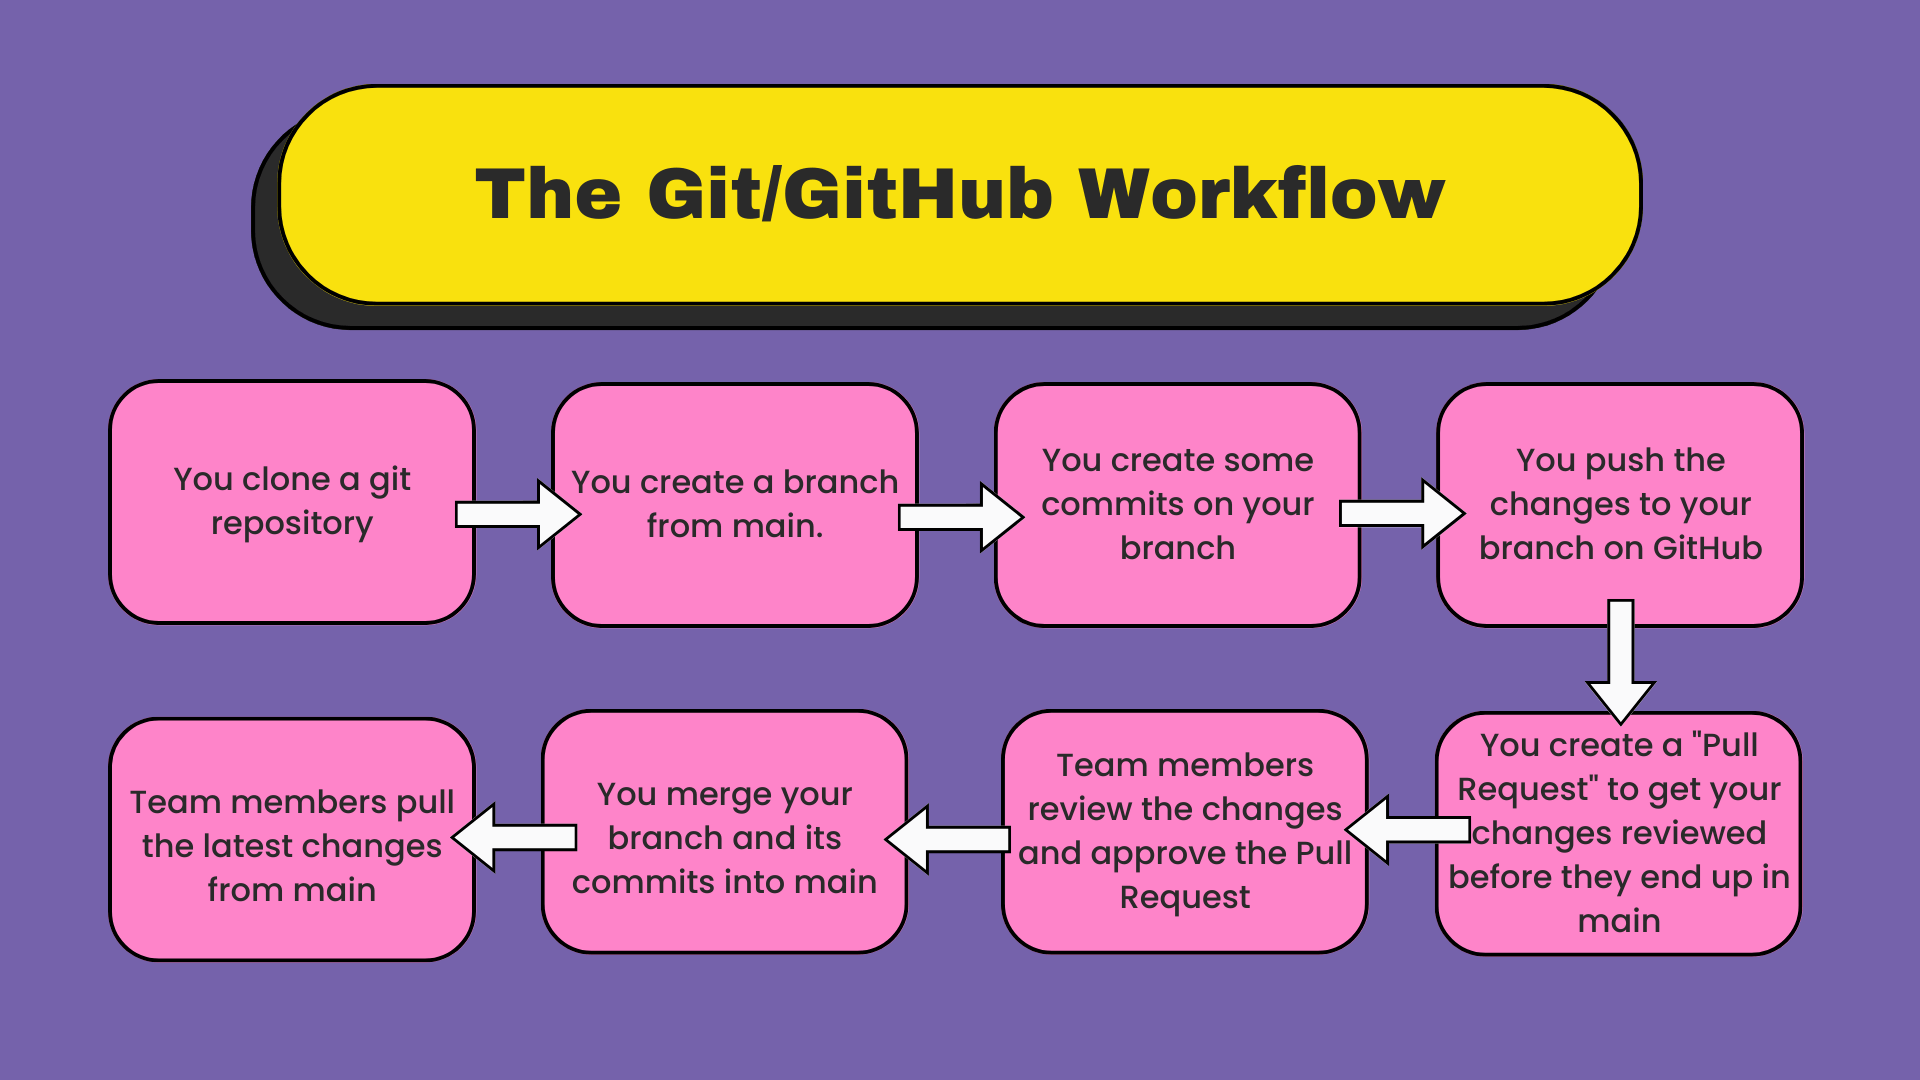 The Git/GitHub Workflow
You clone a git
repository
You create a branch
from main.
You create some
commits on your
branch
You push the
changes to your
branch on GitHub
You create a "Pull
Request" to get your
changes reviewed
before they end up in
main
Team members
review the changes
and approve the Pull
Request
You merge your
branch and its
commits into main
Team members pull
the latest changes
from main